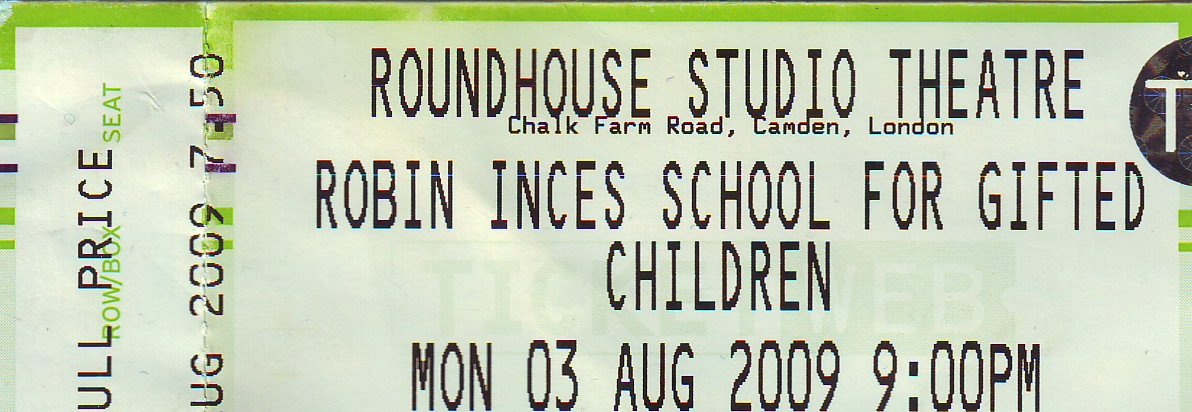 ROUNDHOUSE STUDIO THEATRE
Chalk Farm Road, Camden, London
ROBIN INCES SCHOOL FOR GIFTED
CHILDREN
TICKETWEB
MON 03 AUG 2009 9:00PM
ULL PRICE
ROW/BOX SEAT
UG 2009 7.50
T